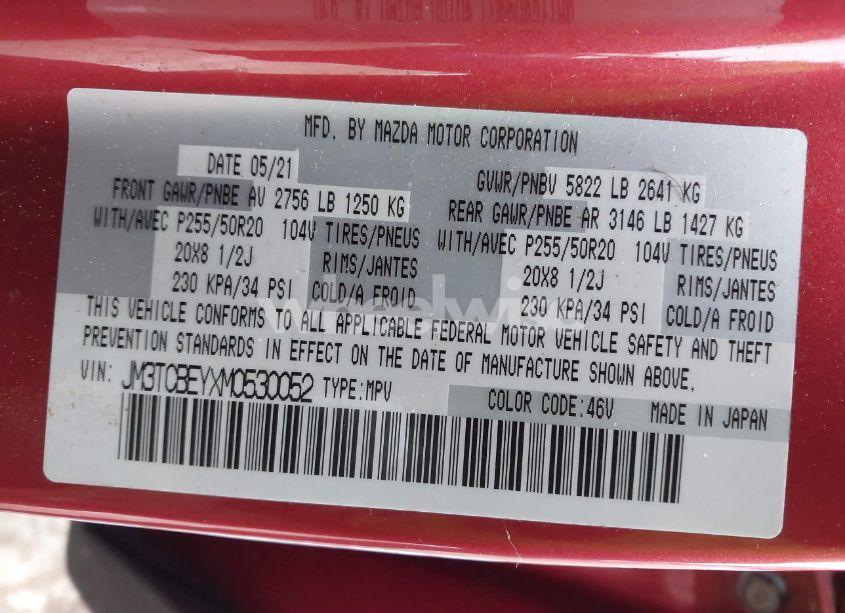 MFD. BY MAZDA MOTOR CORPORATION
DATE 05/21
GVWR/PNBV 5822 LB 2641 KG
FRONT GAWR/PNBE AV 2756 LB 1250 KG
REAR GAWR/PNBE AR 3146 LB 1427 KG
WITH/AVEC P255/50R20 104V TIRES/PNEUS
WITH/AVEC P255/50R20 104V TIRES/PNEUS
20X8 1/2J RIMS/JANTES
20X8 1/2J RIMS/JANTES
230 KPA/34 PSI COLD/A FROID
230 KPA/34 PSI COLD/A FROID
THIS VEHICLE CONFORMS TO ALL APPLICABLE FEDERAL MOTOR VEHICLE SAFETY AND THEFT
PREVENTION STANDARDS IN EFFECT ON THE DATE OF MANUFACTURE SHOWN ABOVE.
VIN: JM3TCBEYXM0530052 TYPE:MPV
COLOR CODE:46V MADE IN JAPAN